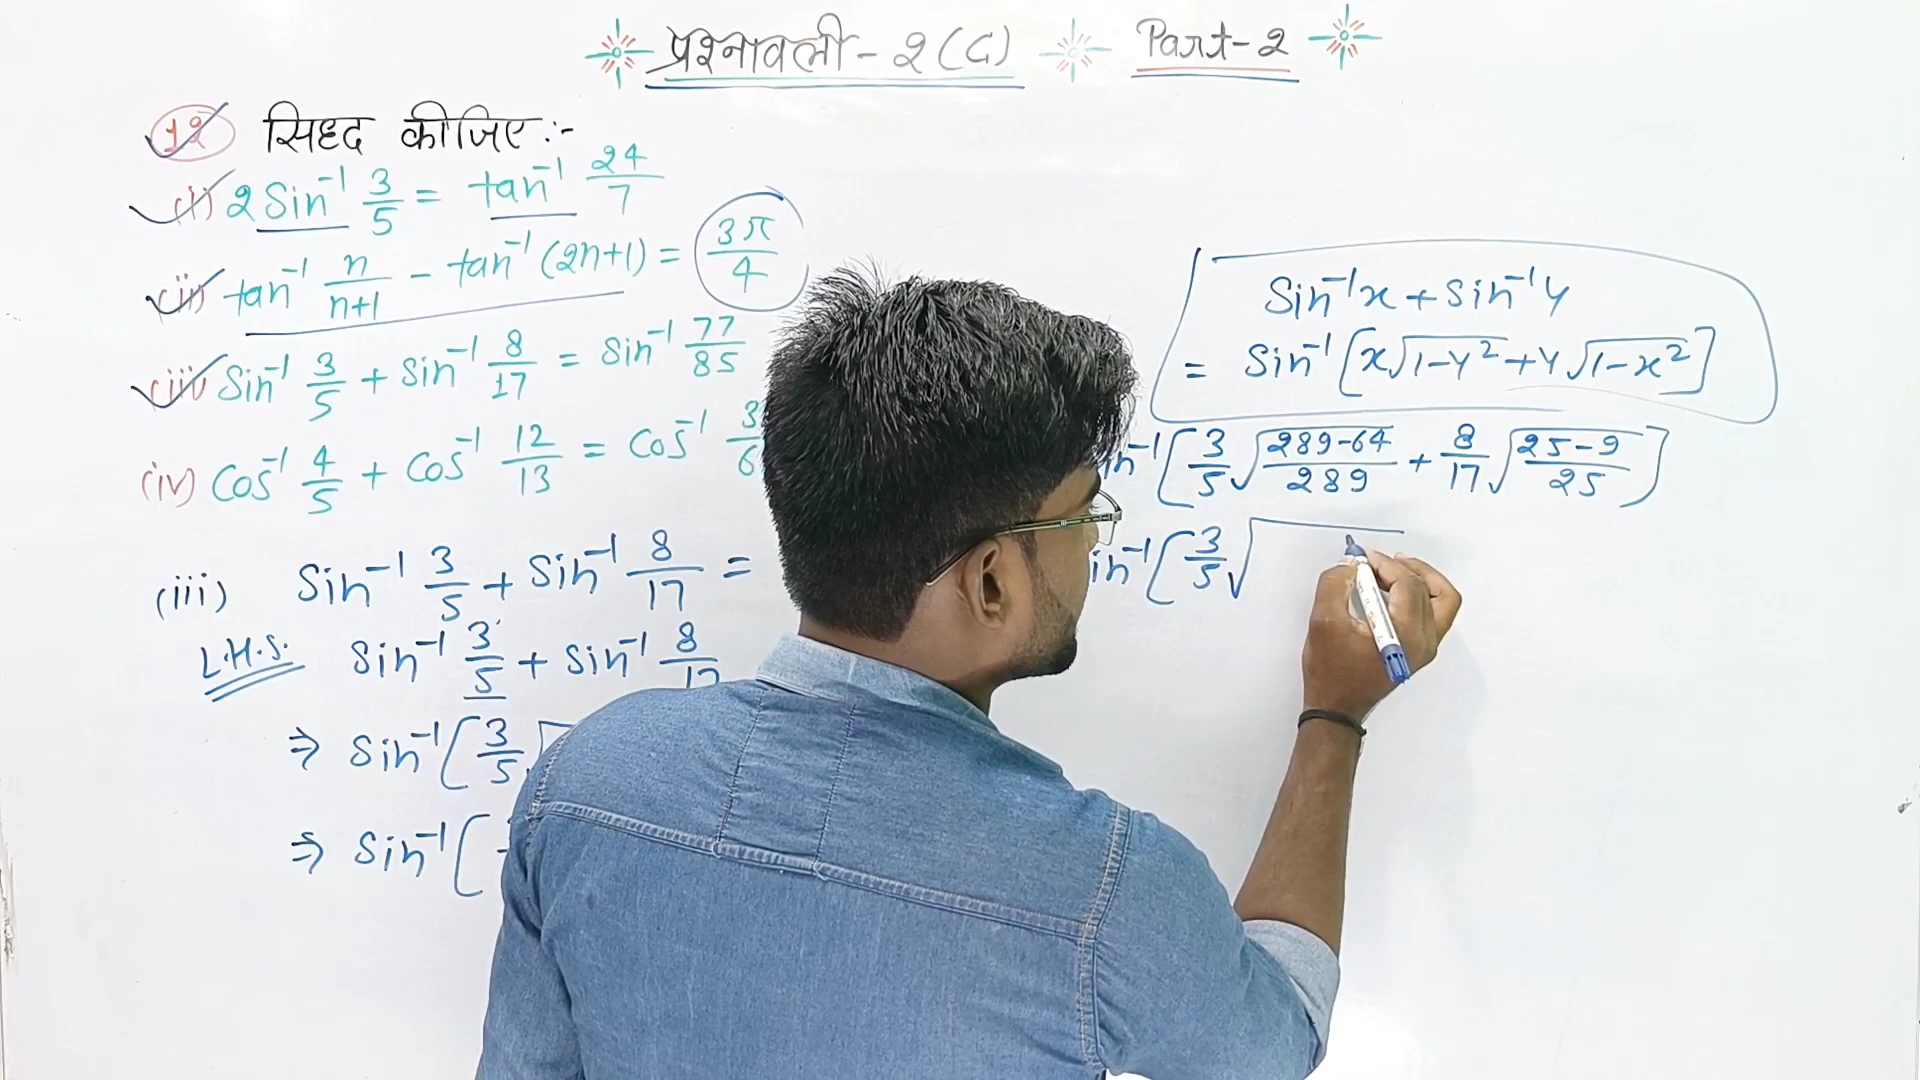 प्रश्नावली - 2 (C) Part-2
12 सिध्द कीजिए :-
(i) 2 Sin⁻¹ 3/5 = tan⁻¹ 24/7
(ii) tan⁻¹ n/n+1 - tan⁻¹ (2n+1) = 3π/4
(iii) Sin⁻¹ 3/5 + Sin⁻¹ 8/17 = Sin⁻¹ 77/85
(iv) Cos⁻¹ 4/5 + Cos⁻¹ 12/13 = Cos⁻¹
(iii) Sin⁻¹ 3/5 + Sin⁻¹ 8/17 =
L.H.S. Sin⁻¹ 3/5 + Sin⁻¹ 8/17
⇒ Sin⁻¹ [ 3/5 √
⇒ Sin⁻¹ [
Sin⁻¹x + Sin⁻¹y
= Sin⁻¹ [x√1-y² + y√1-x²]
in⁻¹ [ 3/5 √289-64/289 + 8/17 √25-9/25 ]
in⁻¹ [ 3/5 √